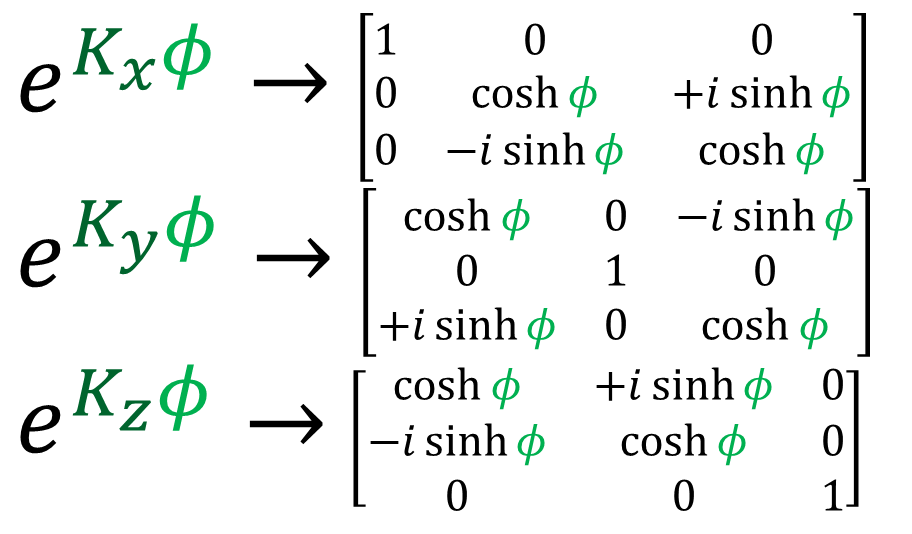 e^{K_x ϕ} → [1 0 0
0 cosh ϕ +i sinh ϕ
0 −i sinh ϕ cosh ϕ]
e^{K_y ϕ} → [cosh ϕ 0 −i sinh ϕ
0 1 0
+i sinh ϕ 0 cosh ϕ]
e^{K_z ϕ} → [cosh ϕ +i sinh ϕ 0
−i sinh ϕ cosh ϕ 0
0 0 1]